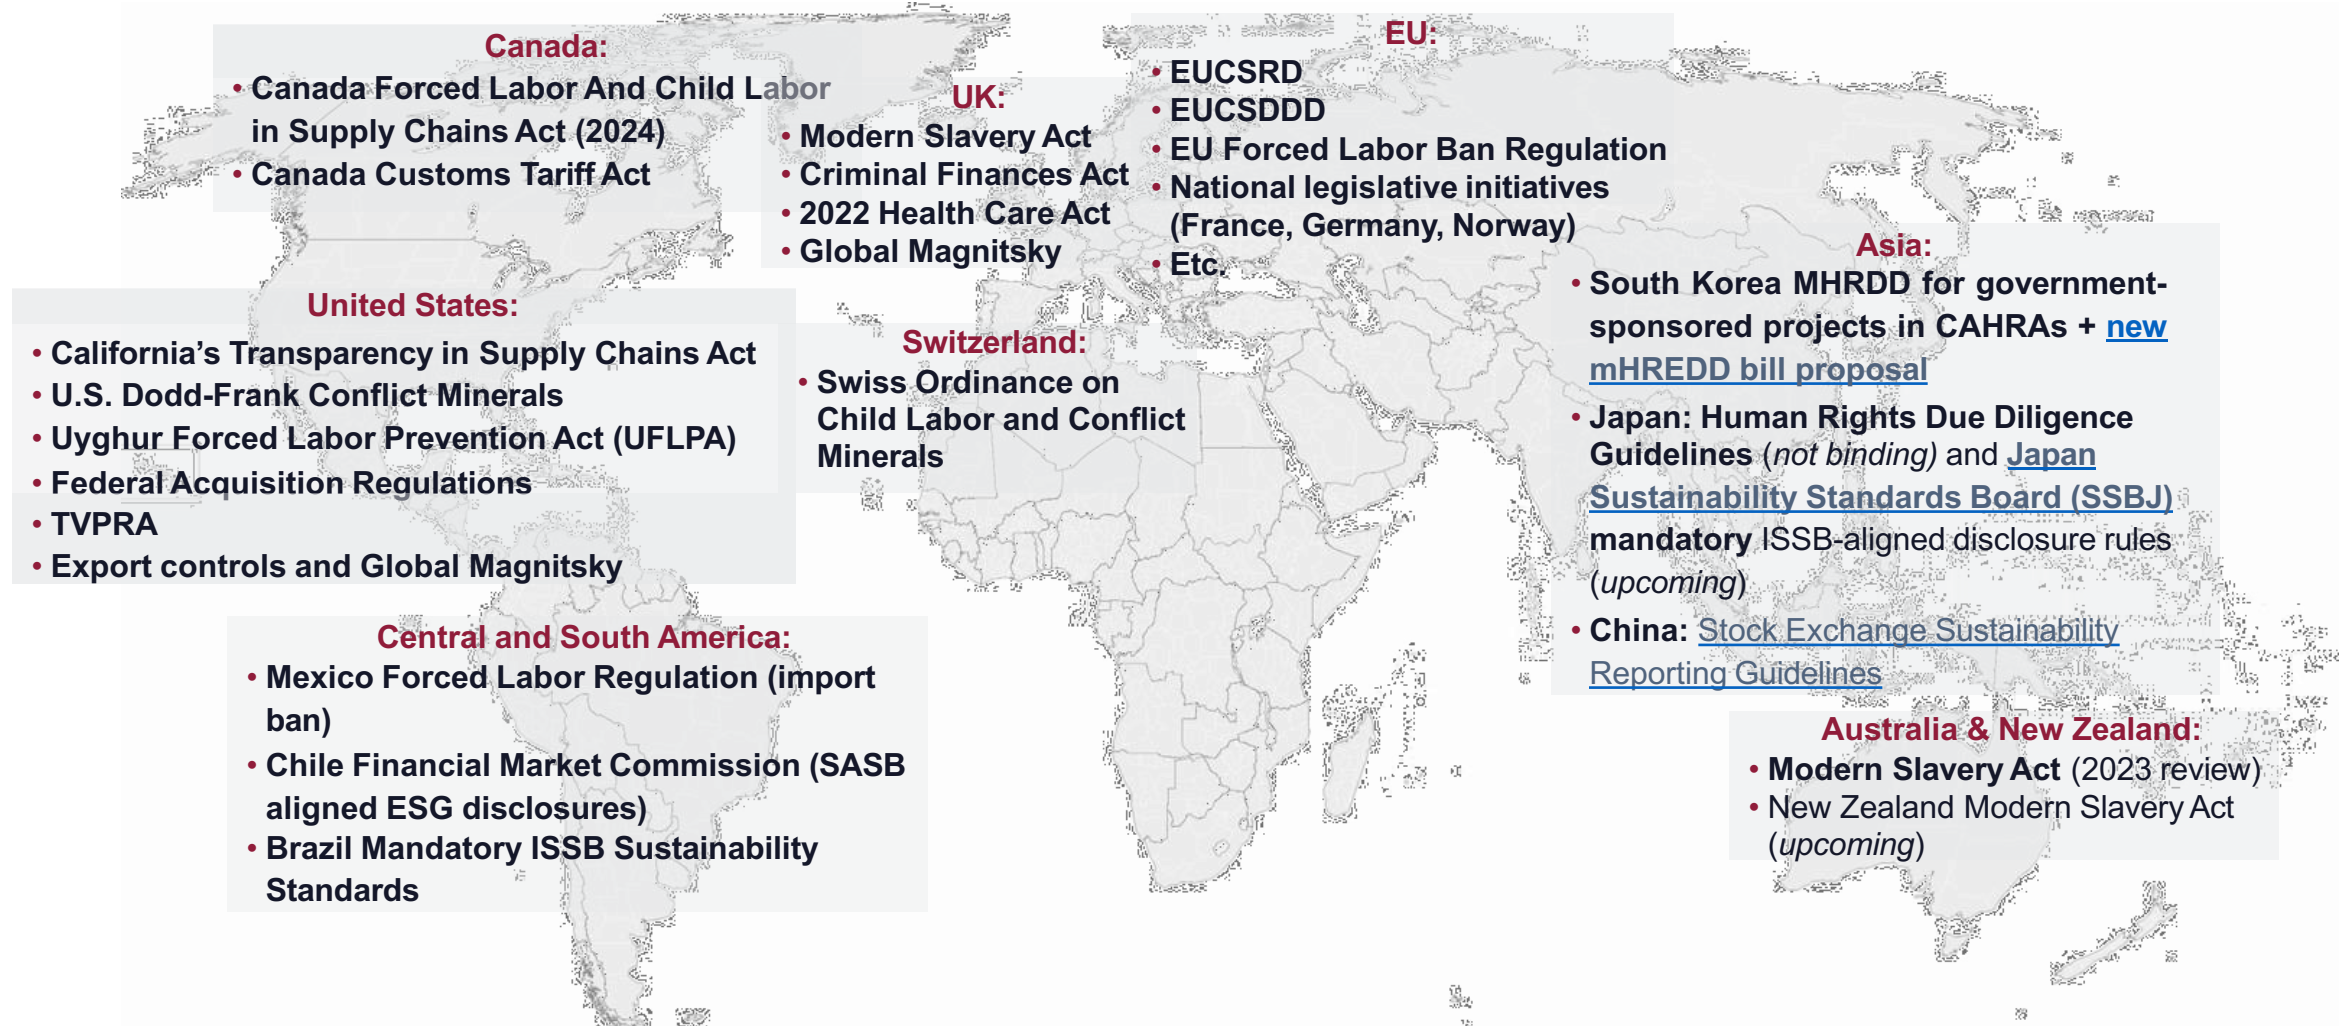 Canada:
• Canada Forced Labor And Child Labor
in Supply Chains Act (2024)
• Canada Customs Tariff Act
UK:
• Modern Slavery Act
• Criminal Finances Act
• 2022 Health Care Act
• Global Magnitsky
EU:
• EUCSRD
• EUCSDDD
• EU Forced Labor Ban Regulation
• National legislative initiatives
(France, Germany, Norway)
• Etc.
United States:
• California’s Transparency in Supply Chains Act
• U.S. Dodd-Frank Conflict Minerals
• Uyghur Forced Labor Prevention Act (UFLPA)
• Federal Acquisition Regulations
• TVPRA
• Export controls and Global Magnitsky
Switzerland:
• Swiss Ordinance on
Child Labor and Conflict
Minerals
Asia:
• South Korea MHRDD for government-
sponsored projects in CAHRAs + new
mHREDD bill proposal
• Japan: Human Rights Due Diligence
Guidelines (not binding) and Japan
Sustainability Standards Board (SSBJ)
mandatory ISSB-aligned disclosure rules
(upcoming)
• China: Stock Exchange Sustainability
Reporting Guidelines
Central and South America:
• Mexico Forced Labor Regulation (import
ban)
• Chile Financial Market Commission (SASB
aligned ESG disclosures)
• Brazil Mandatory ISSB Sustainability
Standards
Australia & New Zealand:
• Modern Slavery Act (2023 review)
• New Zealand Modern Slavery Act
(upcoming)